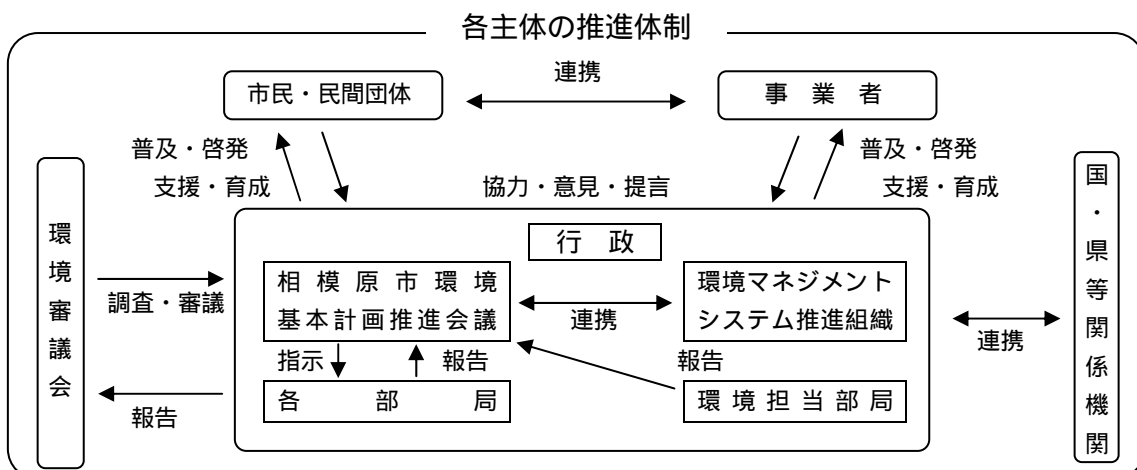 各主体の推進体制
連携
市民・民間団体
事業者
普及・啓発
支援・育成
協力・意見・提言
普及・啓発
支援・育成
環境審議会
調査・審議
報告
行政
相模原市環境
基本計画推進会議
連携
環境マネジメント
システム推進組織
指示
報告
報告
各部局
環境担当部局
連携
国・県等関係機関